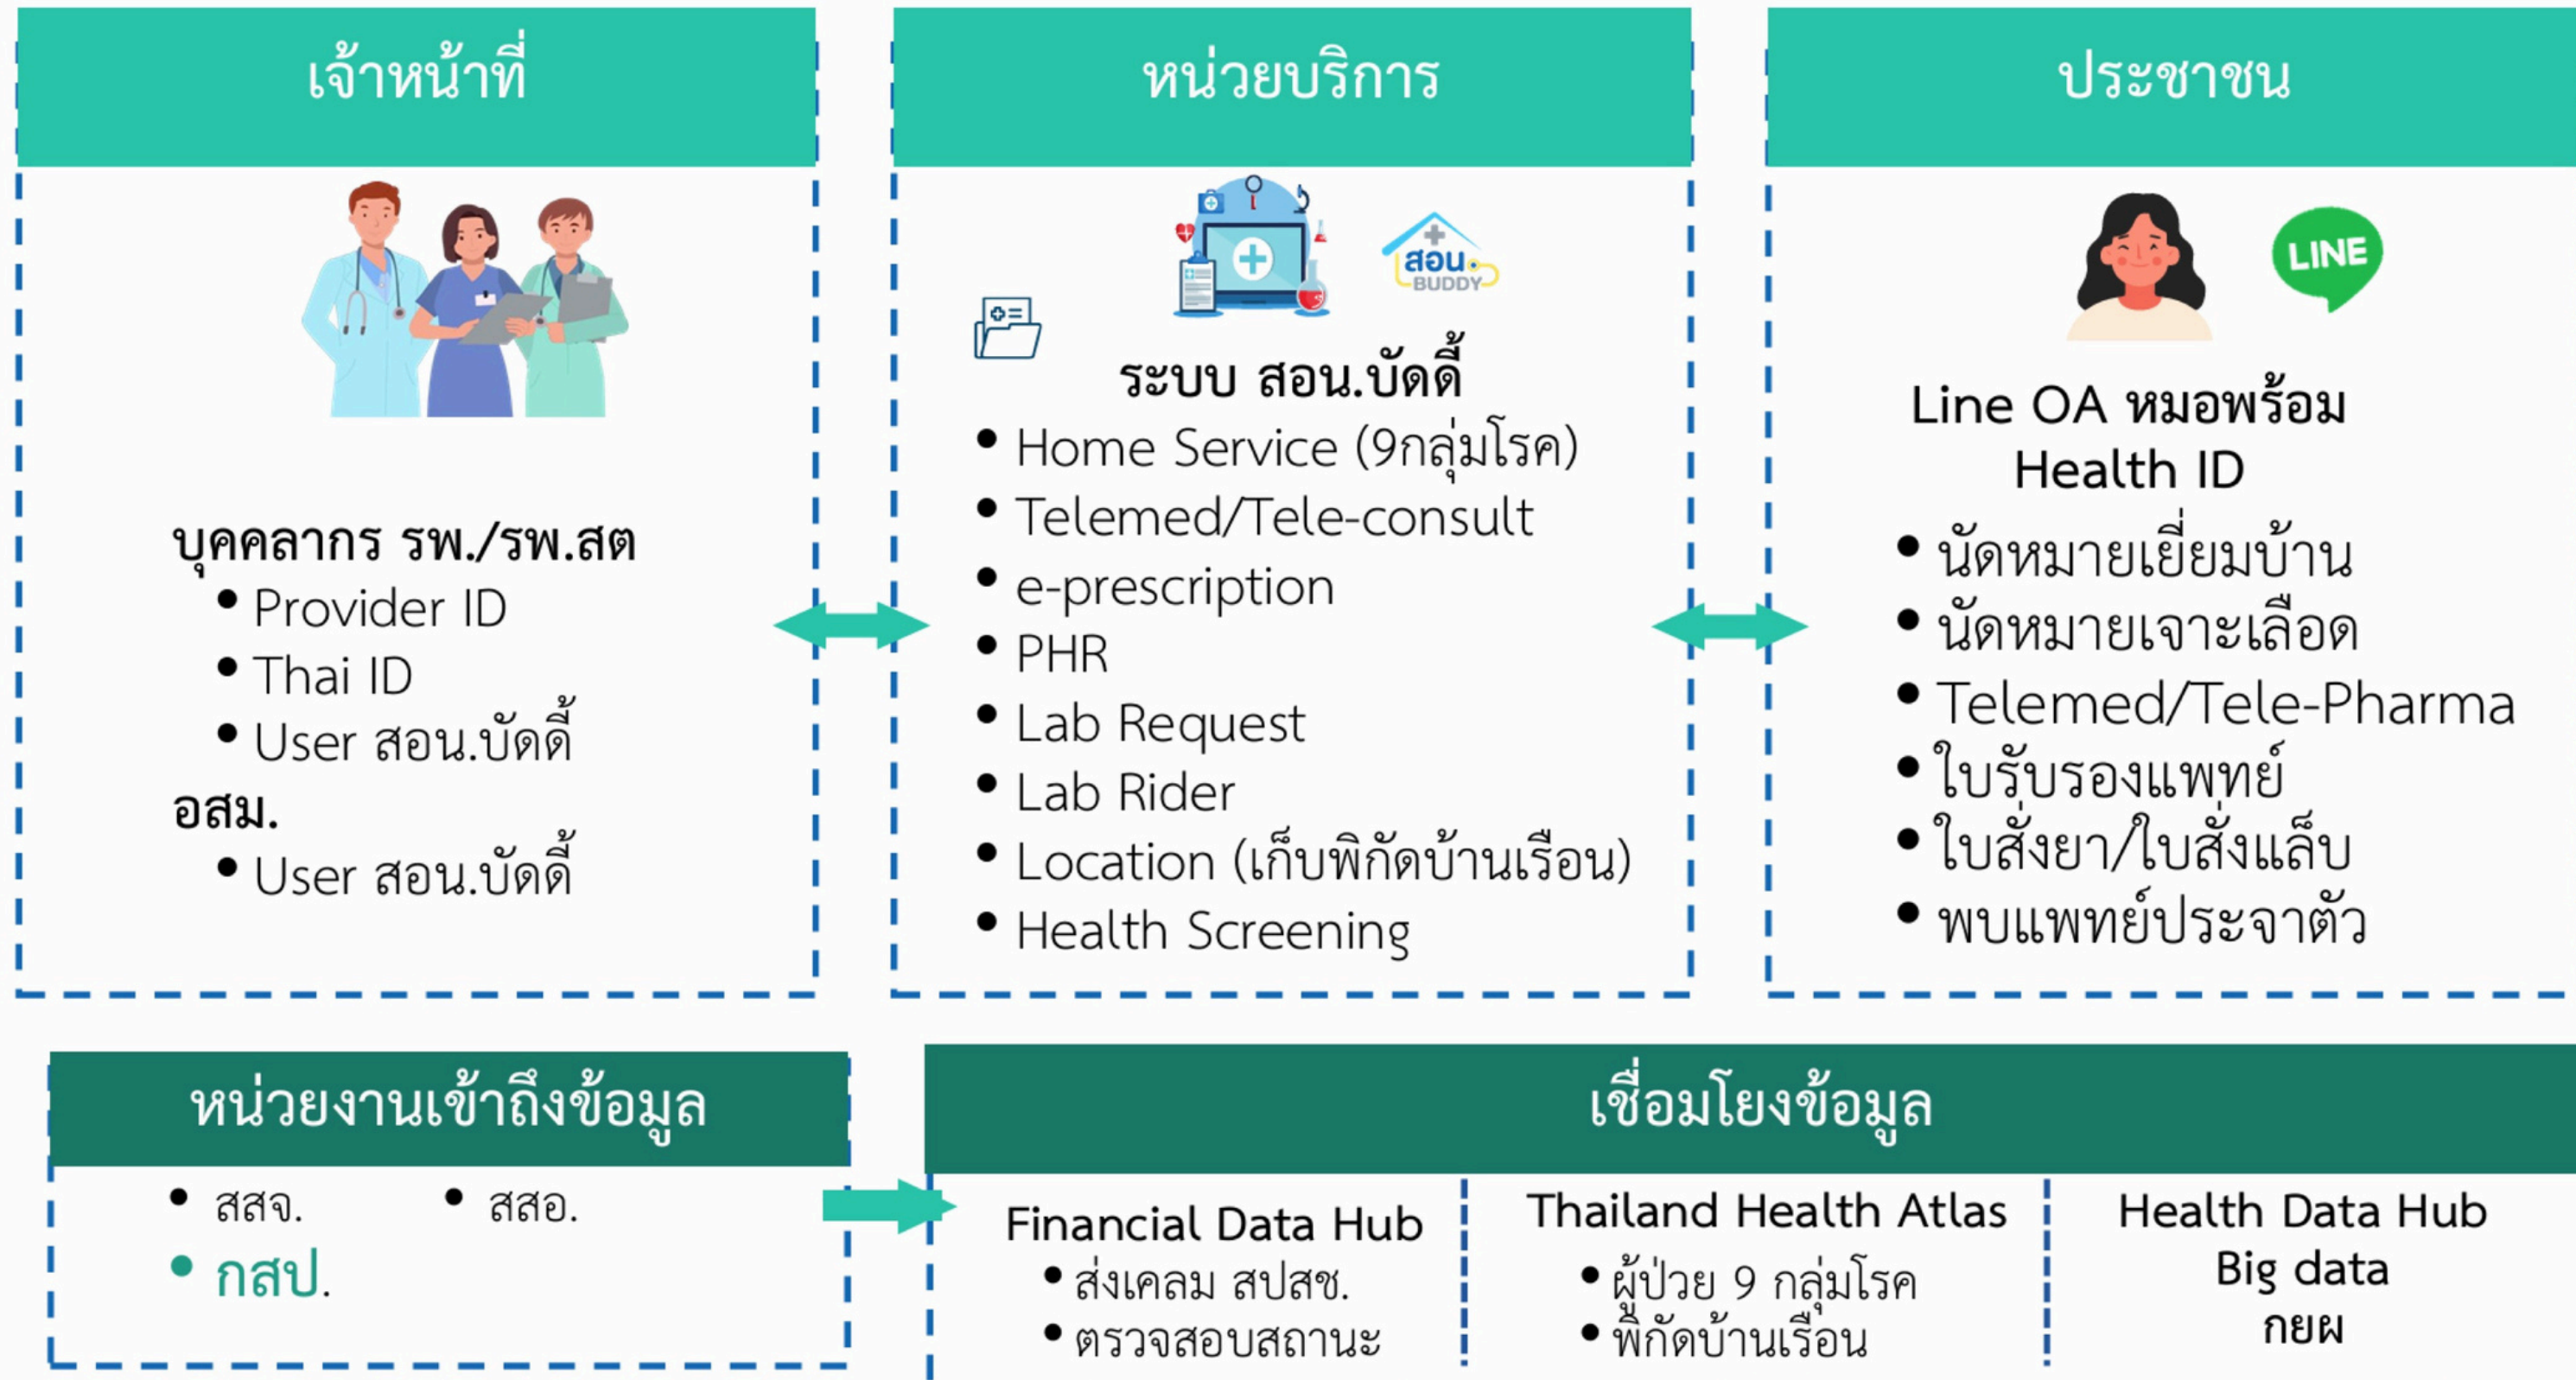 เจ้าหน้าที่
บุคคลากร รพ./รพ.สต
• Provider ID
• Thai ID
• User สอน.บัดดี้
อสม.
• User สอน.บัดดี้
หน่วยบริการ
สอน
BUDDY
ระบบ สอน.บัดดี้
• Home Service (9กลุ่มโรค)
• Telemed/Tele-consult
• e-prescription
• PHR
• Lab Request
• Lab Rider
• Location (เก็บพิกัดบ้านเรือน)
• Health Screening
ประชาชน
LINE
Line OA หมอพร้อม
Health ID
• นัดหมายเยี่ยมบ้าน
• นัดหมายเจาะเลือด
• Telemed/Tele-Pharma
• ใบรับรองแพทย์
• ใบสั่งยา/ใบสั่งแล็บ
• พบแพทย์ประจาตัว
หน่วยงานเข้าถึงข้อมูล
• สสจ. • สสอ.
• กสป.
เชื่อมโยงข้อมูล
Financial Data Hub
• ส่งเคลม สปสช.
• ตรวจสอบสถานะ
Thailand Health Atlas
• ผู้ป่วย 9 กลุ่มโรค
• พิกัดบ้านเรือน
Health Data Hub
Big data
กยผ